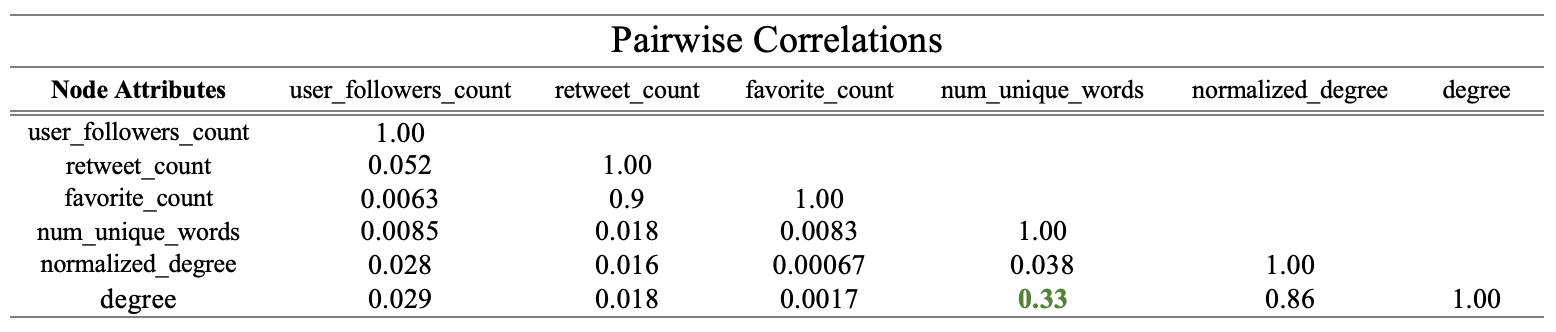 Pairwise Correlations
Node Attributes user_followers_count retweet_count favorite_count num_unique_words normalized_degree degree
user_followers_count 1.00
retweet_count 0.052 1.00
favorite_count 0.0063 0.9 1.00
num_unique_words 0.0085 0.018 0.0083 1.00
normalized_degree 0.028 0.016 0.00067 0.038 1.00
degree 0.029 0.018 0.0017 0.33 0.86 1.00